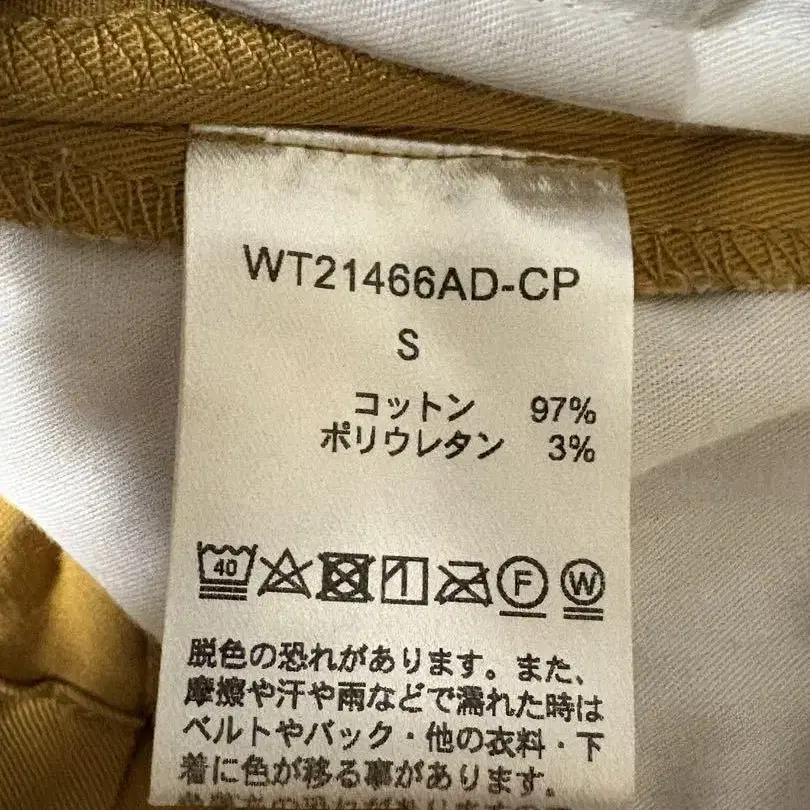 WT21466AD-CP
S
コットン 97%
ポリウレタン 3%
40 F W
脱色の恐れがあります。また、
摩擦や汗や雨などで濡れた時は
ベルトやバック・他の衣料・下
着に色が移る事があります。